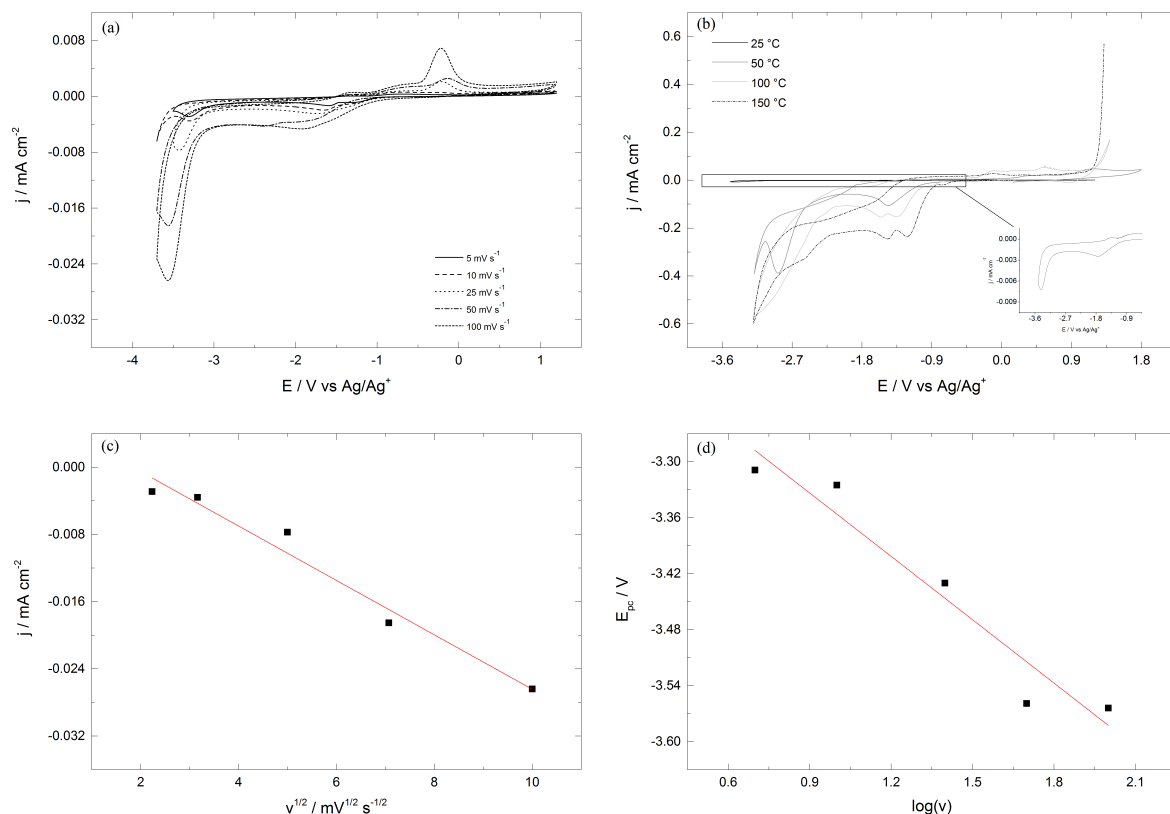 (a)
j / mA cm⁻²
0.008
0.000
-0.008
-0.016
-0.024
-0.032
5 mV s⁻¹
10 mV s⁻¹
25 mV s⁻¹
50 mV s⁻¹
100 mV s⁻¹
-4 -3 -2 -1 0 1
E / V vs Ag/Ag⁺
(b)
j / mA cm⁻²
0.6
0.4
0.2
0.0
-0.2
-0.4
-0.6
25 °C
50 °C
100 °C
150 °C
j / mA cm⁻²
0.000
-0.003
-0.006
-0.009
-3.6 -2.7 -1.8 -0.9
E / V vs Ag/Ag⁺
-3.6 -2.7 -1.8 -0.9 0.0 0.9 1.8
E / V vs Ag/Ag⁺
(c)
j / mA cm⁻²
0.000
-0.008
-0.016
-0.024
-0.032
2 4 6 8 10
v¹ᐟ² / mV¹ᐟ² s⁻¹ᐟ²
(d)
E_pc / V
-3.30
-3.36
-3.42
-3.48
-3.54
-3.60
0.6 0.9 1.2 1.5 1.8 2.1
log(v)